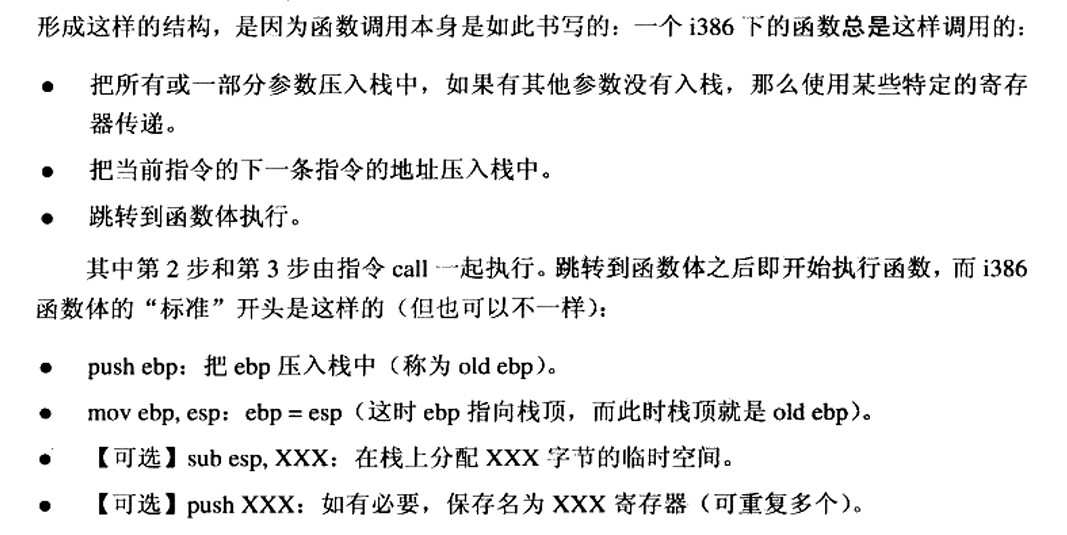 形成这样的结构，是因为函数调用本身是如此书写的：一个 i386 下的函数总是这样调用的：
● 把所有或一部分参数压入栈中，如果有其他参数没有入栈，那么使用某些特定的寄存
器传递。
● 把当前指令的下一条指令的地址压入栈中。
● 跳转到函数体执行。
其中第 2 步和第 3 步由指令 call 一起执行。跳转到函数体之后即开始执行函数，而 i386
函数体的“标准”开头是这样的（但也可以不一样）：
● push ebp：把 ebp 压入栈中（称为 old ebp）。
● mov ebp, esp：ebp = esp（这时 ebp 指向栈顶，而此时栈顶就是 old ebp）。
● 【可选】sub esp, XXX：在栈上分配 XXX 字节的临时空间。
● 【可选】push XXX：如有必要，保存名为 XXX 寄存器（可重复多个）。